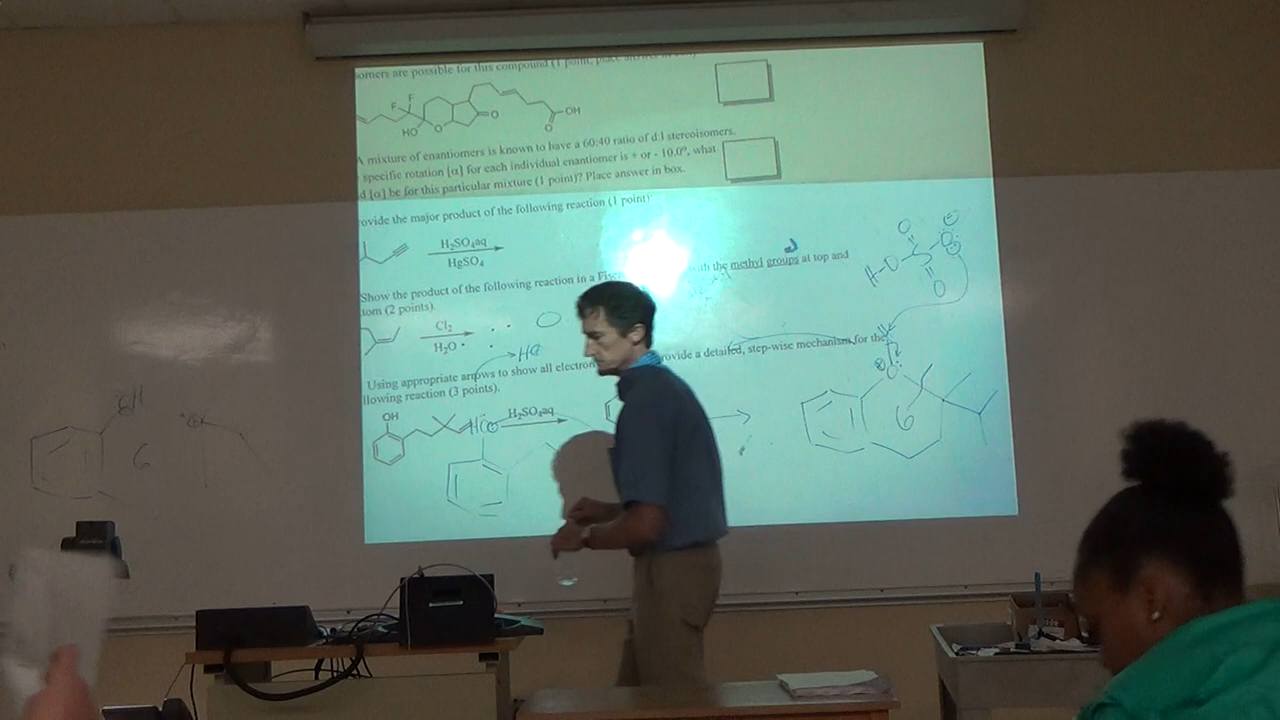 omers are possible for this compound (1 point, place answer in
F
F
HO
O
O
O
OH
A mixture of enantiomers is known to have a 60:40 ratio of d:l stereoisomers.
specific rotation [α] for each individual enantiomer is + or - 10.0°, what
d [α] be for this particular mixture (1 point)? Place answer in box.
ovide the major product of the following reaction (1 point)
H₂SO₄aq
HgSO₄
Show the product of the following reaction in a with the methyl groups at top and
tom (2 points).
Cl₂
H₂O
Using appropriate arrows to show all electron rovide a detailed, step-wise mechanism for the
llowing reaction (3 points).
OH
H₂SO₄aq
H-O
S
O
O
O
O
6
OH
6